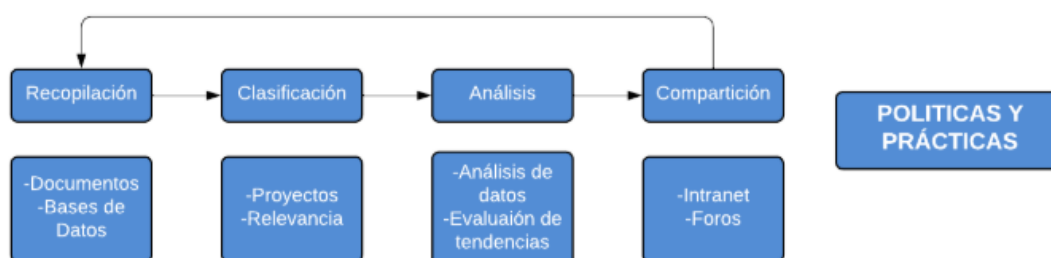 Recopilación
Clasificación
Análisis
Compartición
POLITICAS Y
PRÁCTICAS
-Documentos
-Bases de
Datos
-Proyectos
-Relevancia
-Análisis de
datos
-Evaluaión de
tendencias
-Intranet
-Foros